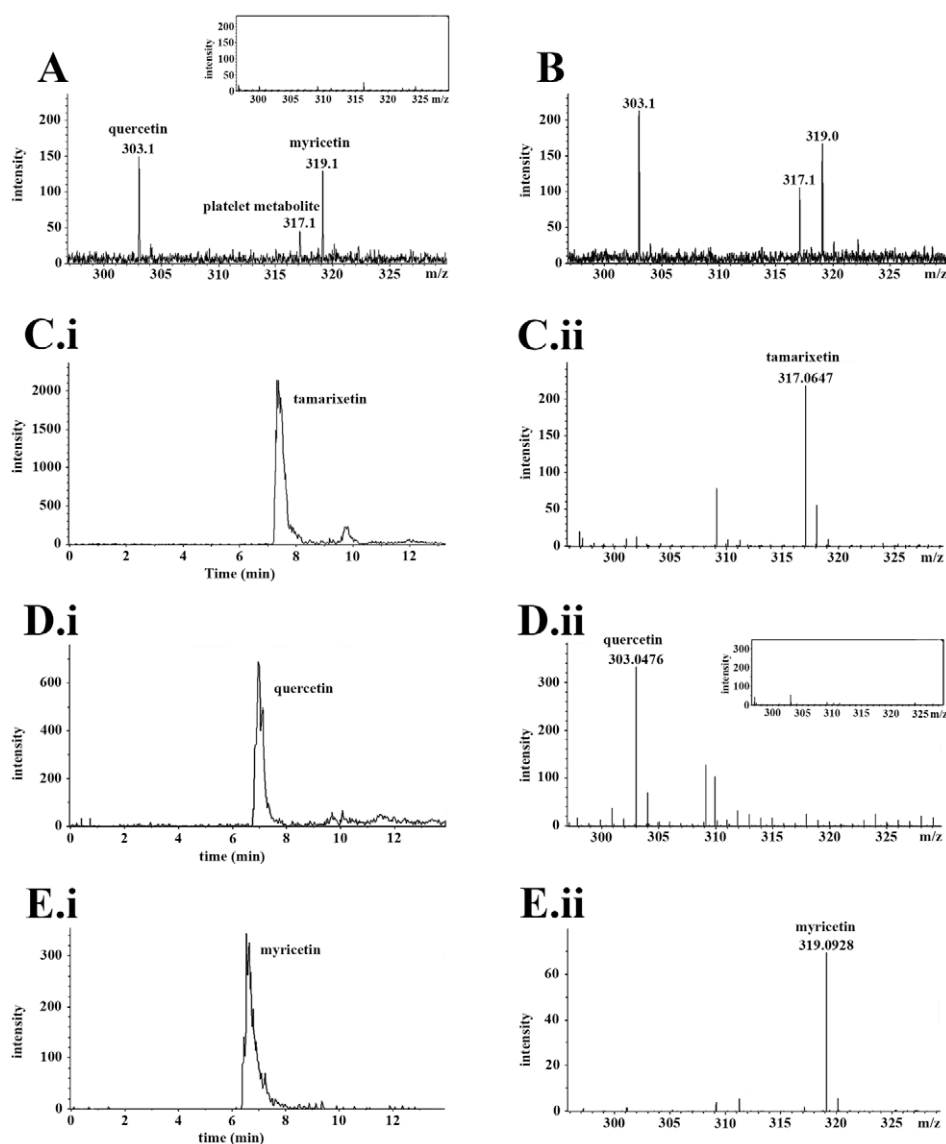 A
intensity
200
150
100
50
0
300 305 310 315 320 325 m/z
intensity
200
150
100
50
0
quercetin
303.1
platelet metabolite
317.1
myricetin
319.1
300 305 310 315 320 325 m/z
B
intensity
200
150
100
50
0
303.1
317.1
319.0
300 305 310 315 320 325 m/z
C.i
intensity
2000
1500
1000
500
0
tamarixetin
0 2 4 6 8 10 12
Time (min)
C.ii
intensity
200
150
100
50
0
tamarixetin
317.0647
300 305 310 315 320 325 m/z
D.i
intensity
600
400
200
0
quercetin
0 2 4 6 8 10 12
time (min)
D.ii
intensity
300
200
100
0
quercetin
303.0476
300 305 310 315 320 325 m/z
intensity
300
200
100
0
300 305 310 315 320 325 m/z
E.i
intensity
300
200
100
0
myricetin
0 2 4 6 8 10 12
time (min)
E.ii
intensity
60
40
20
0
myricetin
319.0928
300 305 310 315 320 325 m/z